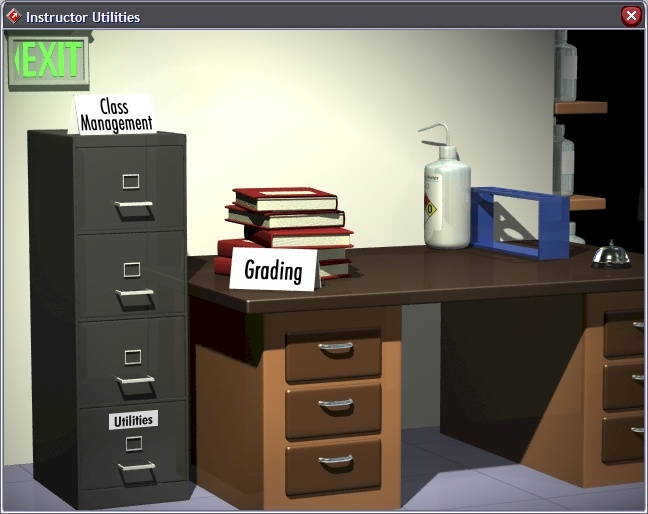 Instructor Utilities
EXIT
Class
Management
Grading
Utilities